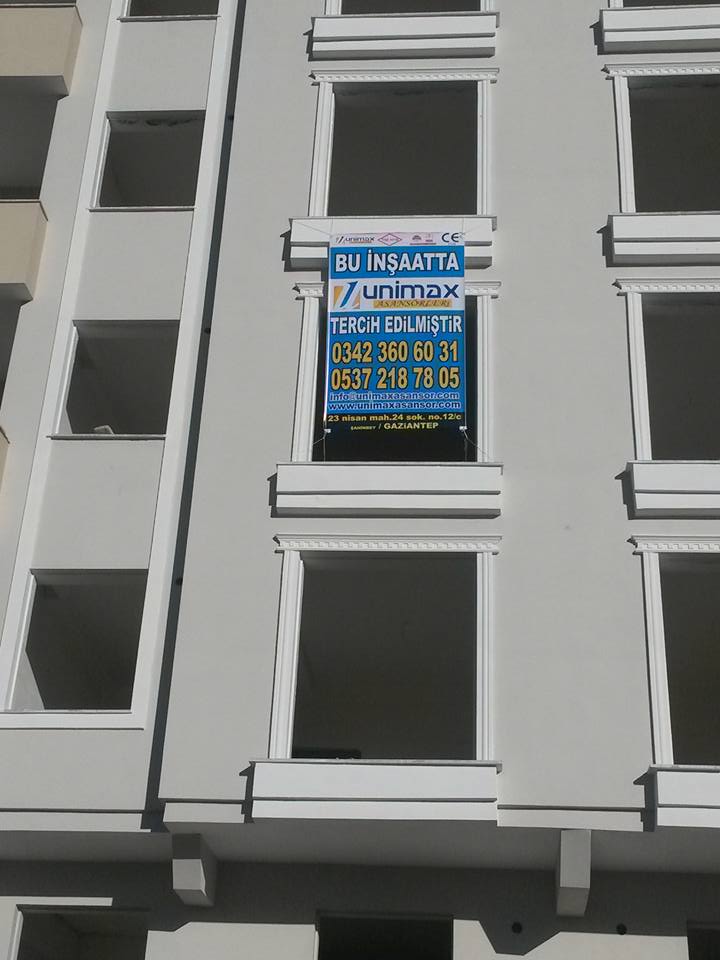 unimax CE
BU İNŞAATTA
unimax
ASANSÖRLERİ
TERCİH EDİLMİŞTİR
0342 360 60 31
0537 218 78 05
info@unimaxasansor.com
www.unimaxasansor.com
23 nisan mah.24 sok. no.12/c
ŞAHİNBEY / GAZİANTEP